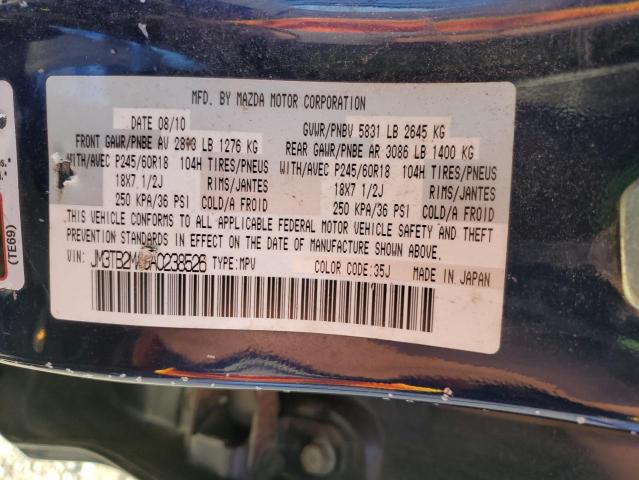 MFD. BY MAZDA MOTOR CORPORATION
DATE 08/10 GVWR/PNBV 5831 LB 2645 KG
FRONT GAWR/PNBE AV 2813 LB 1276 KG REAR GAWR/PNBE AR 3086 LB 1400 KG
WITH/AVEC P245/60R18 104H TIRES/PNEUS WITH/AVEC P245/60R18 104H TIRES/PNEUS
18X7 1/2J RIMS/JANTES 18X7 1/2J RIMS/JANTES
250 KPA/36 PSI COLD/A FROID 250 KPA/36 PSI COLD/A FROID
THIS VEHICLE CONFORMS TO ALL APPLICABLE FEDERAL MOTOR VEHICLE SAFETY AND THEFT
PREVENTION STANDARDS IN EFFECT ON THE DATE OF MANUFACTURE SHOWN ABOVE.
VIN: TYPE:MPV COLOR CODE:35J MADE IN JAPAN
(TE69)